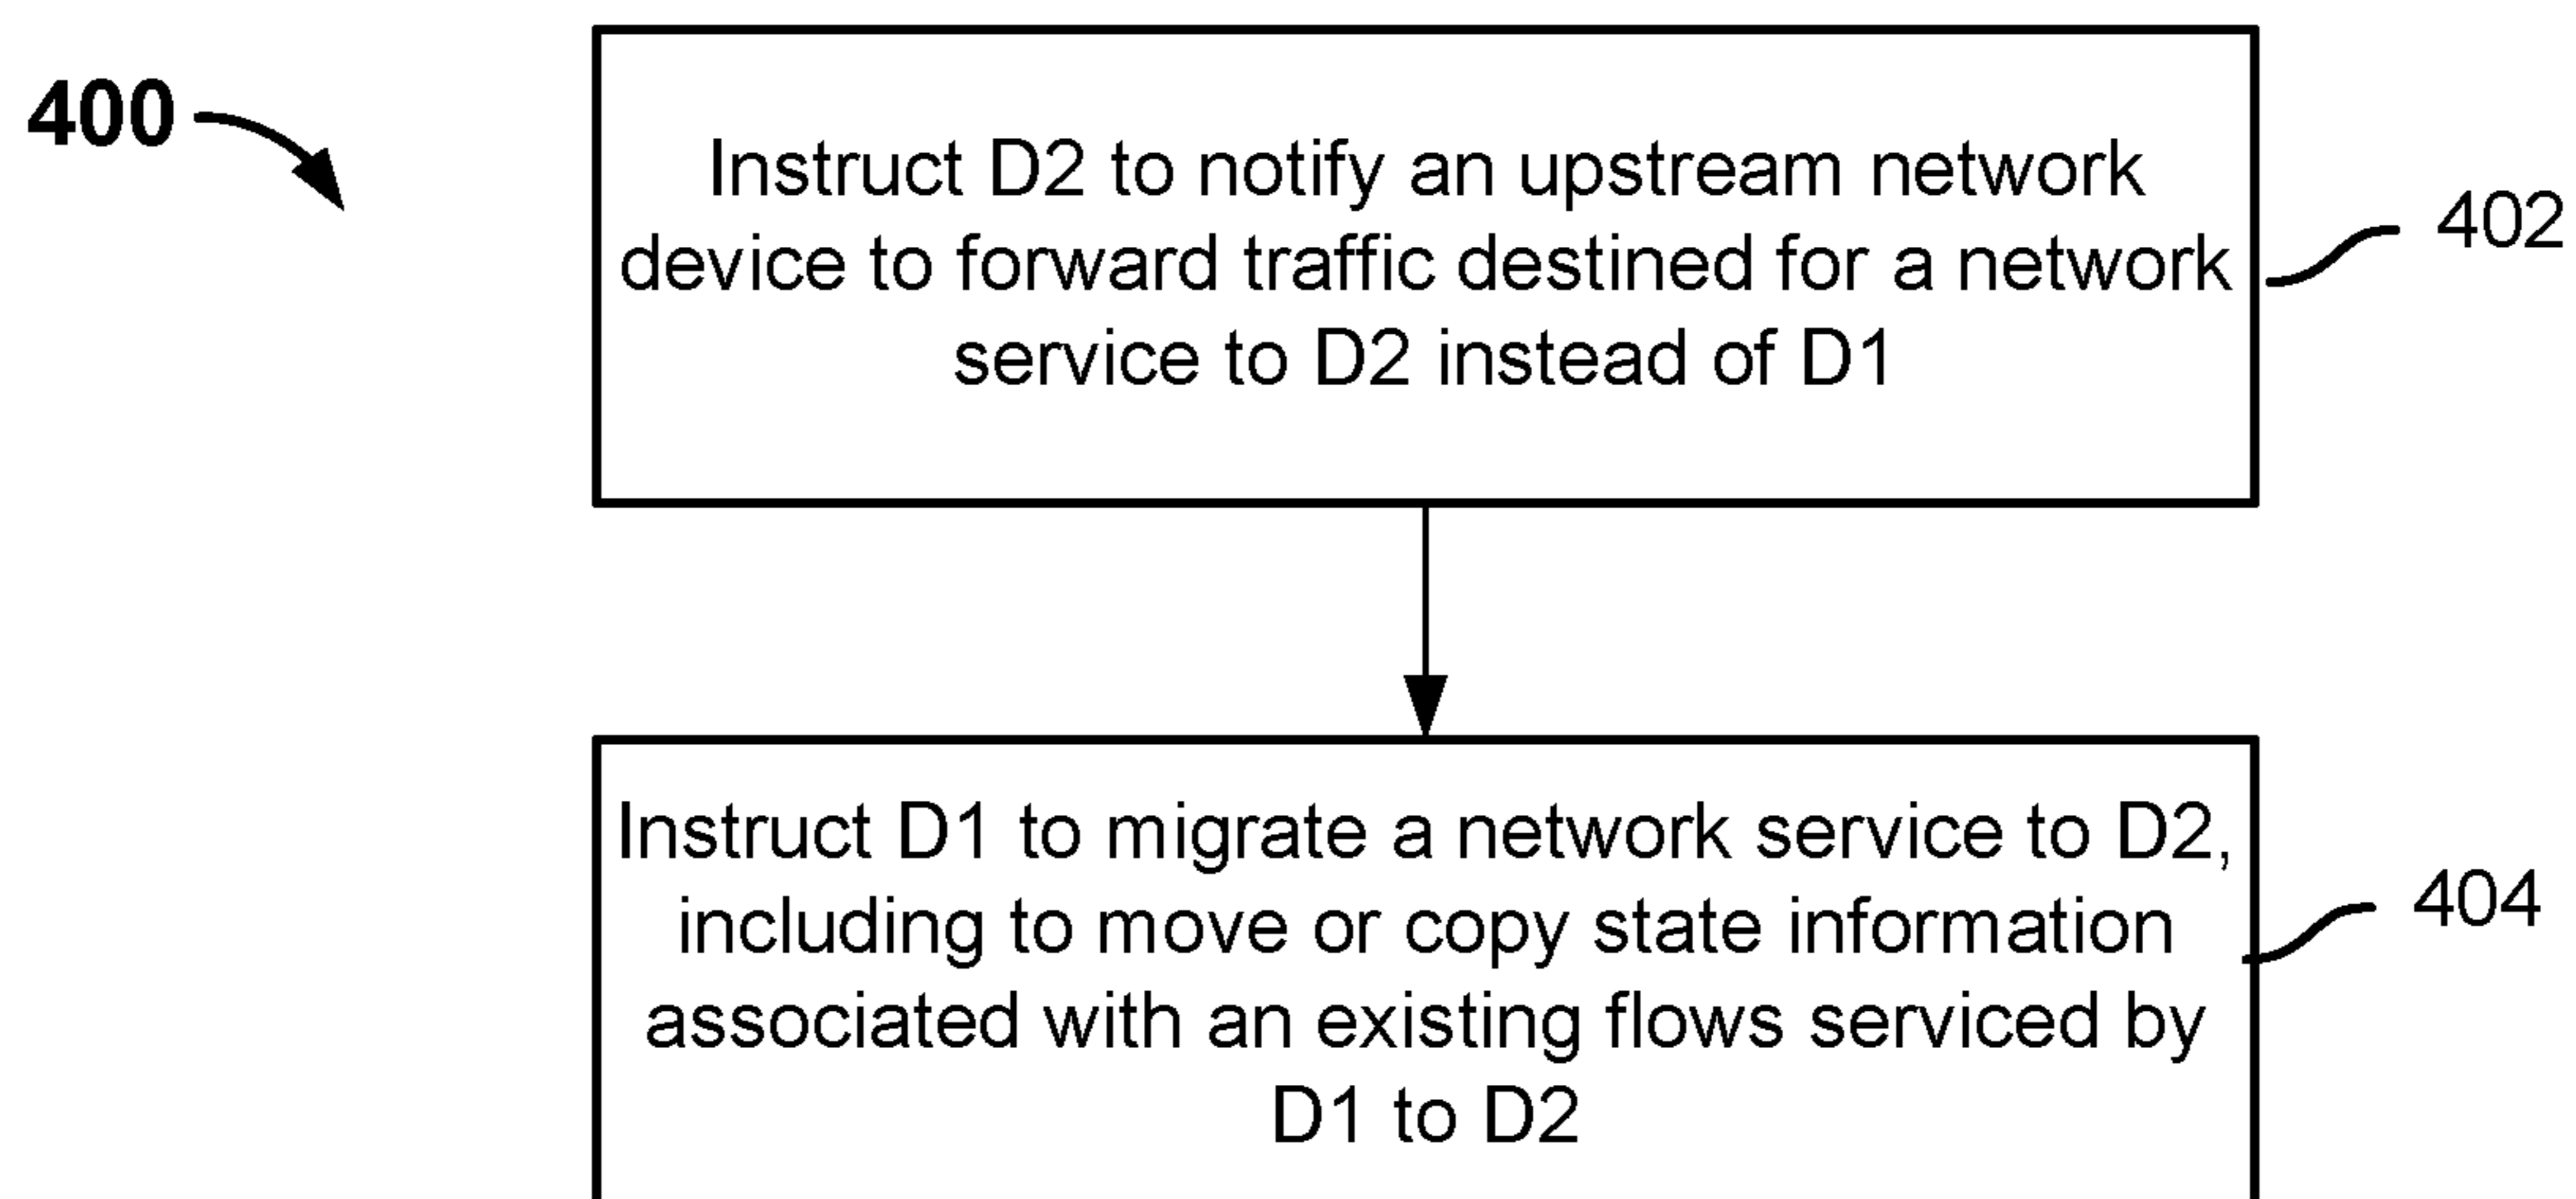 400
Instruct D2 to notify an upstream network
device to forward traffic destined for a network
service to D2 instead of D1
402
Instruct D1 to migrate a network service to D2,
including to move or copy state information
associated with an existing flows serviced by
D1 to D2
404